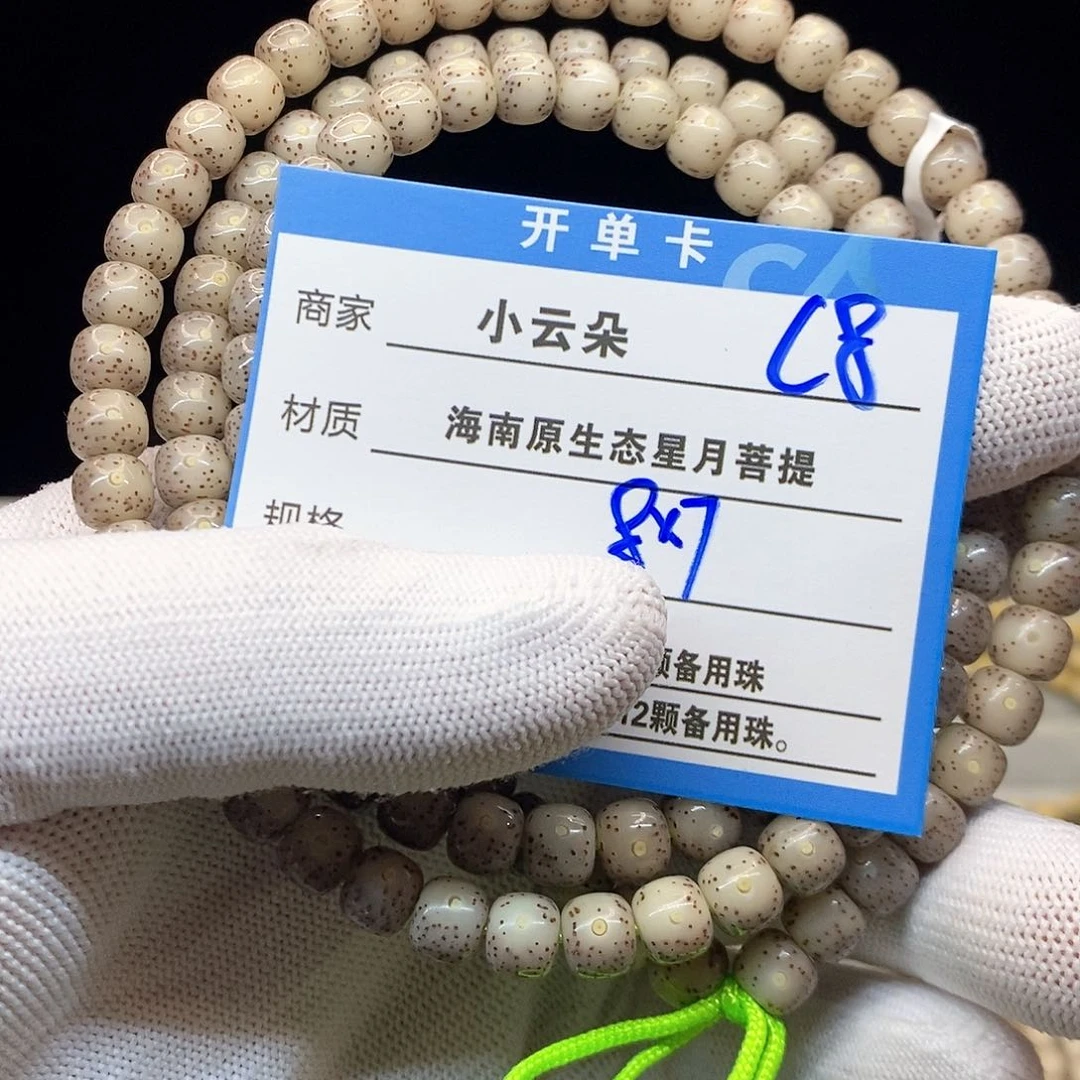 开单卡
商家 小云朵 C8
材质 海南原生态星月菩提
规格 8x7
颗备用珠
12颗备用珠。